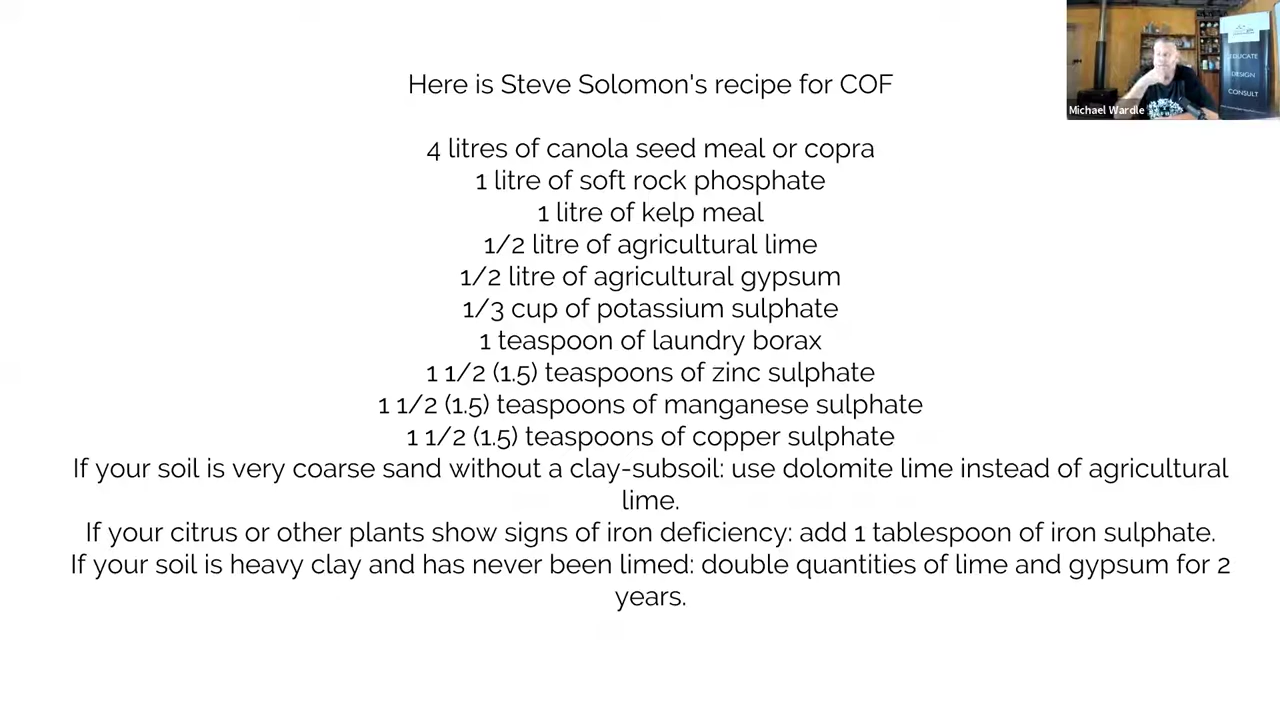 Here is Steve Solomon's recipe for COF
4 litres of canola seed meal or copra
1 litre of soft rock phosphate
1 litre of kelp meal
1/2 litre of agricultural lime
1/2 litre of agricultural gypsum
1/3 cup of potassium sulphate
1 teaspoon of laundry borax
1 1/2 (1.5) teaspoons of zinc sulphate
1 1/2 (1.5) teaspoons of manganese sulphate
1 1/2 (1.5) teaspoons of copper sulphate
If your soil is very coarse sand without a clay-subsoil: use dolomite lime instead of agricultural
lime.
If your citrus or other plants show signs of iron deficiency: add 1 tablespoon of iron sulphate.
If your soil is heavy clay and has never been limed: double quantities of lime and gypsum for 2
years.
EDUCATE
DESIGN
CONSULT
Michael Wardle